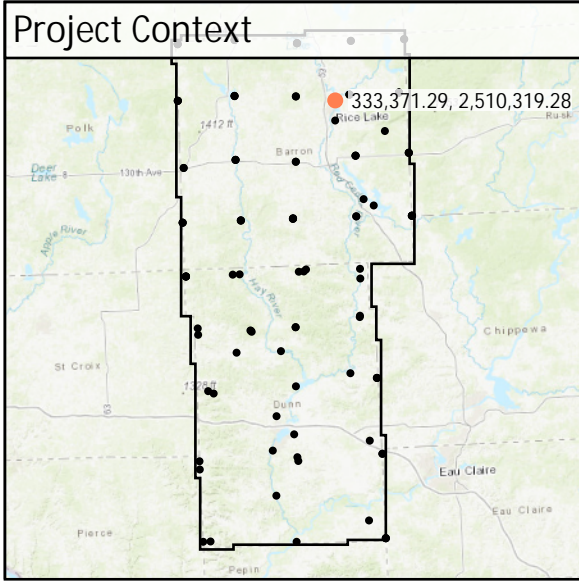 Project Context
63
333,371.29, 2,510,319.28
Rice Lake
Rusk
1412 ft
Polk
Barron
Deer
Lake 8
130th Ave
Red Cedar River
Apple River
Hay River
Chippewa
St Croix
1328 ft
63
Dunn
Eau Claire
Eau Claire
Pierce
Pepin